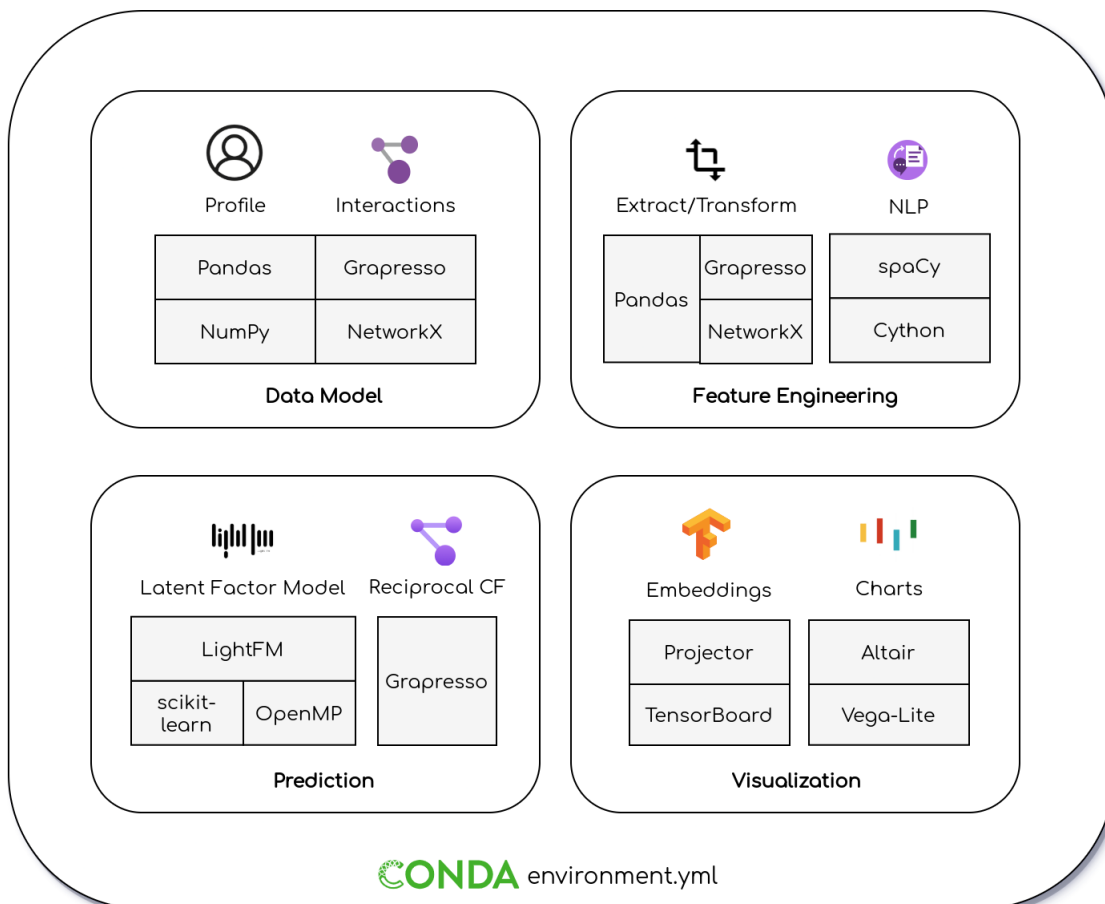 Profile
Interactions
Pandas
Grapresso
NumPy
NetworkX
Data Model
Extract/Transform
NLP
Pandas
Grapresso
NetworkX
spaCy
Cython
Feature Engineering
Latent Factor Model
Reciprocal CF
LightFM
scikit-
learn
OpenMP
Grapresso
Prediction
Embeddings
Charts
Projector
Altair
TensorBoard
Vega-Lite
Visualization
CONDA environment.yml